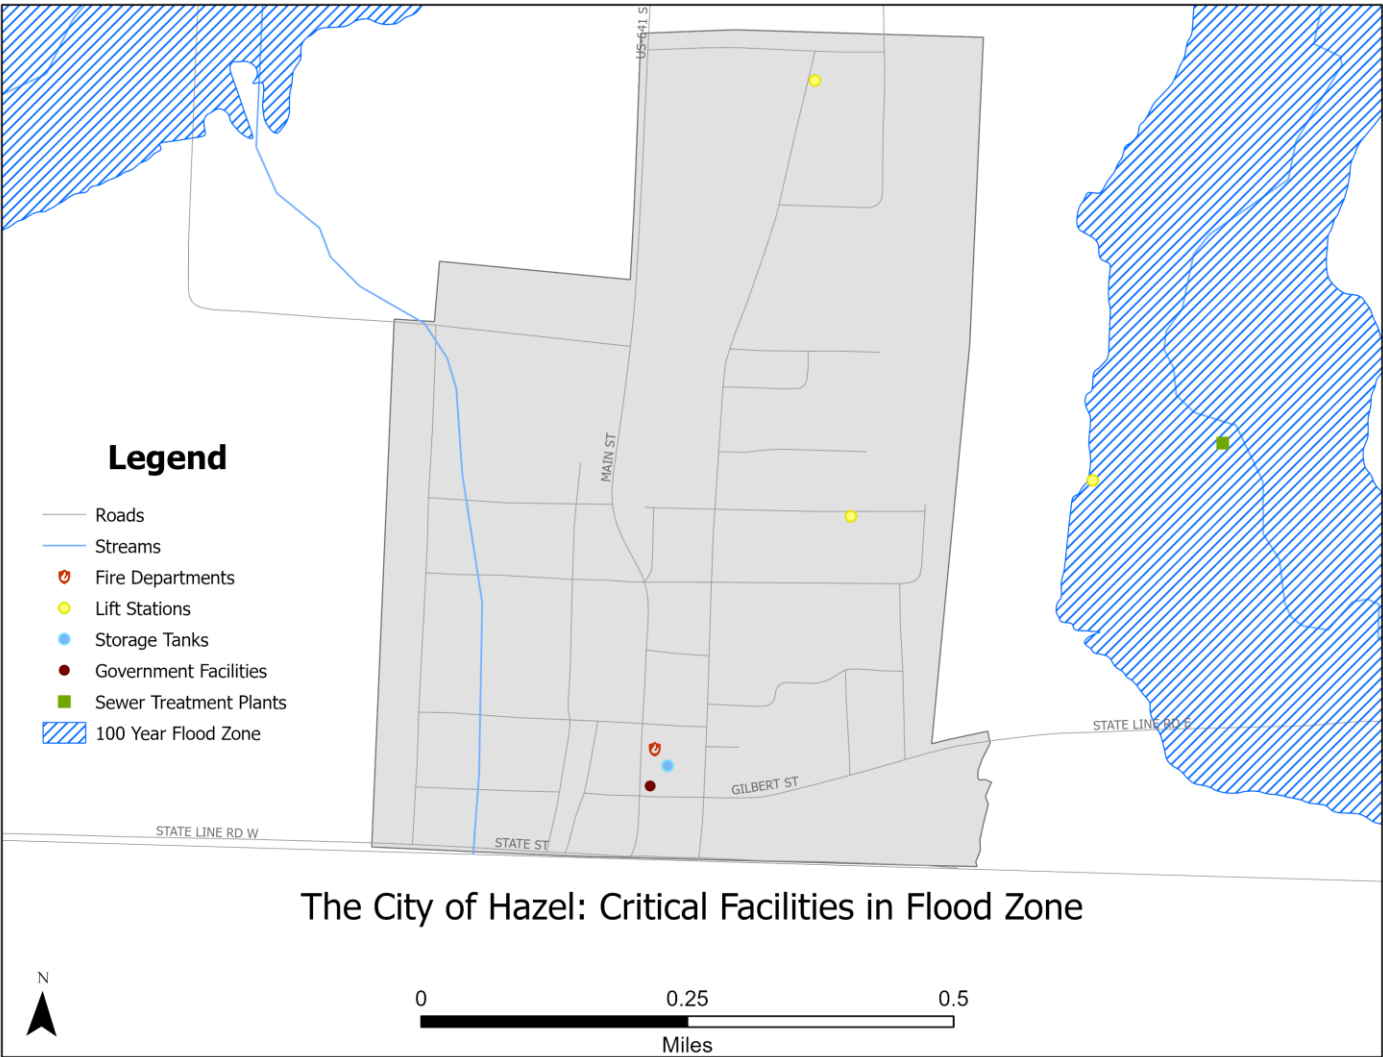 US-641 S
MAIN ST
Legend
Roads
Streams
Fire Departments
Lift Stations
Storage Tanks
Government Facilities
Sewer Treatment Plants
100 Year Flood Zone
STATE LINE RD E
GILBERT ST
STATE LINE RD W
STATE ST
The City of Hazel: Critical Facilities in Flood Zone
N
0 0.25 0.5
Miles